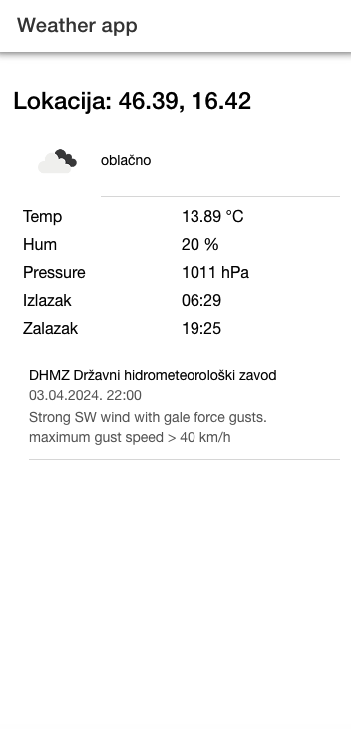 Weather app
Lokacija: 46.39, 16.42
oblačno
Temp 13.89 °C
Hum 20 %
Pressure 1011 hPa
Izlazak 06:29
Zalazak 19:25
DHMZ Državni hidrometeorološki zavod
03.04.2024. 22:00
Strong SW wind with gale force gusts.
maximum gust speed > 40 km/h